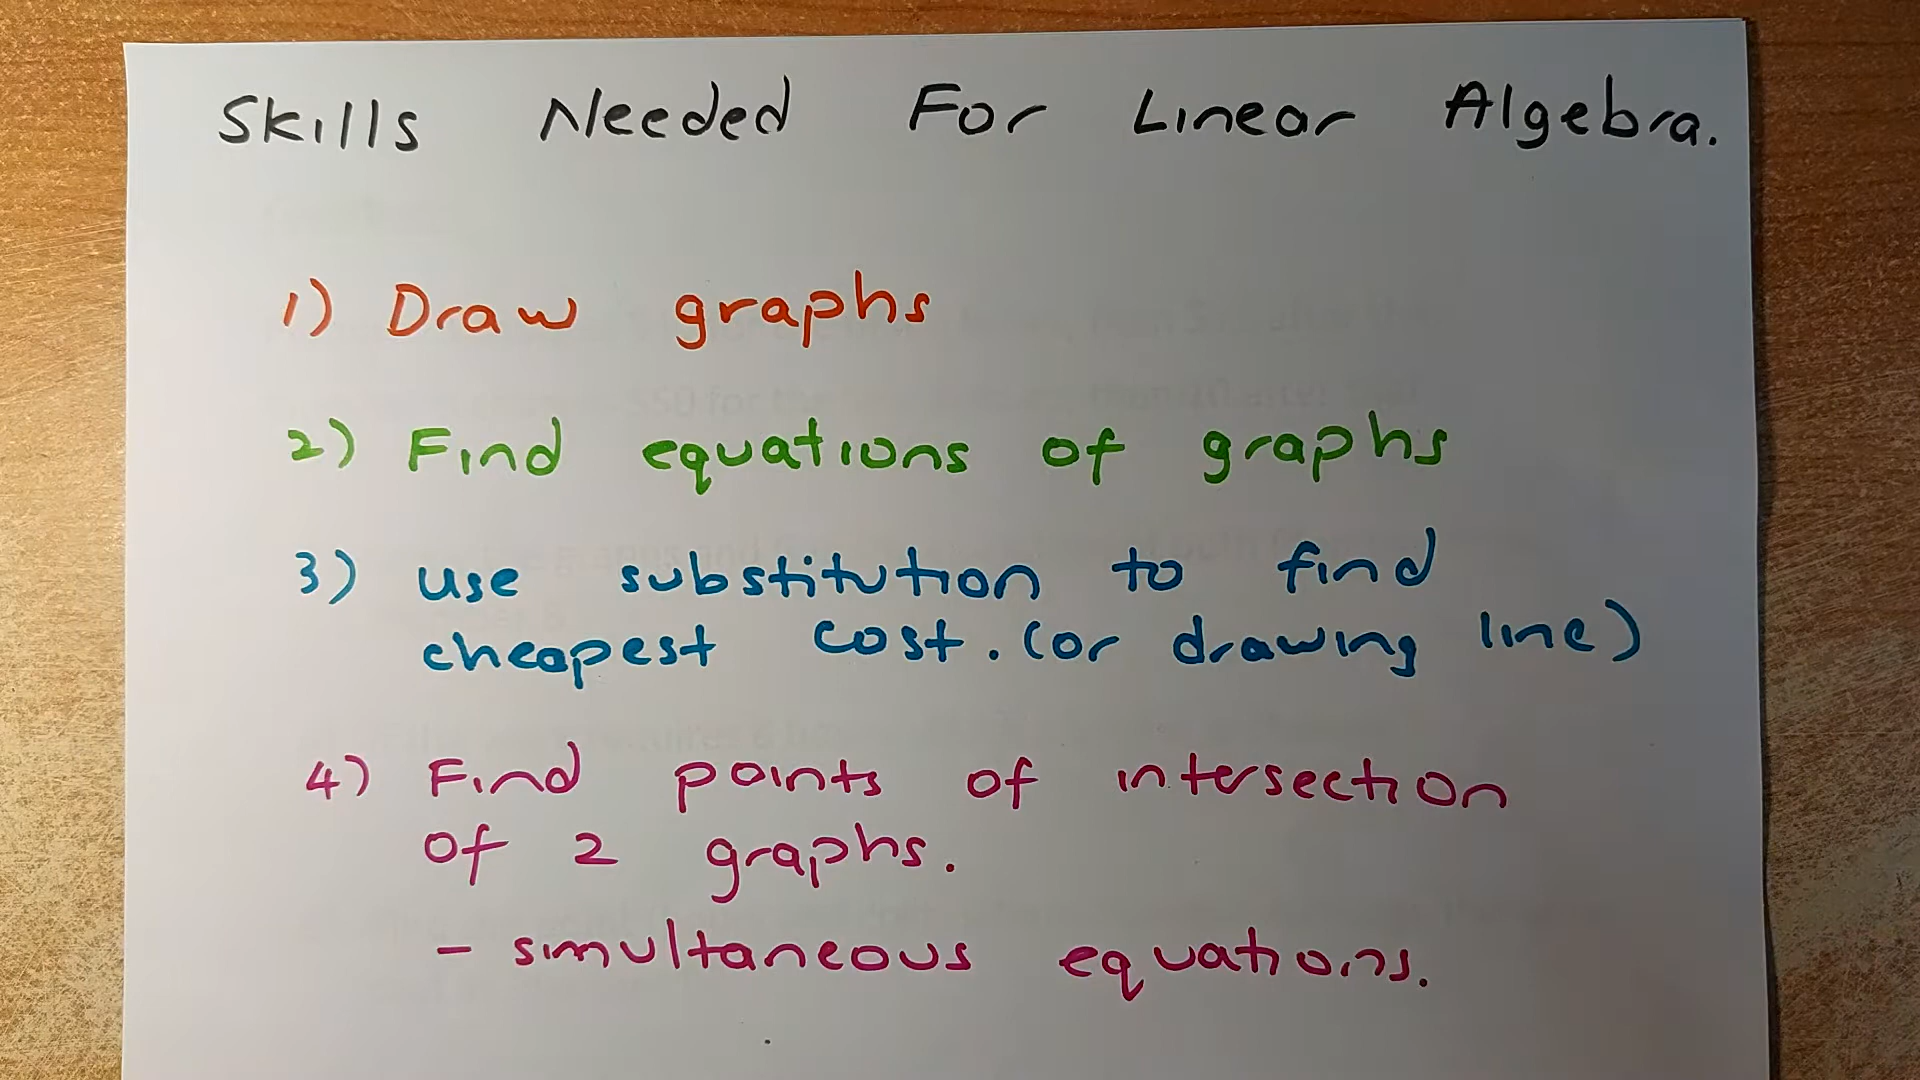 Skills Needed For Linear Algebra.
1) Draw graphs
2) Find equations of graphs
3) use substitution to find
cheapest cost. (or drawing line)
4) Find points of intersection
of 2 graphs.
- simultaneous equations.